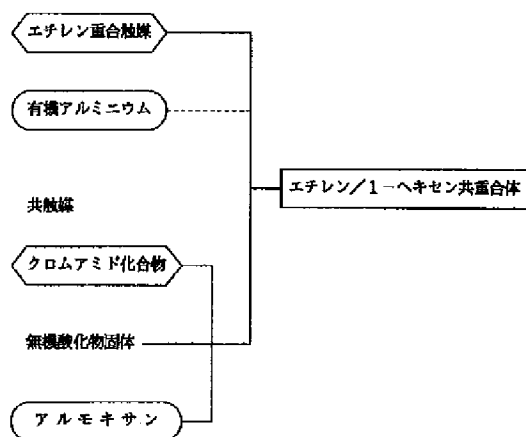 エチレン重合触媒
有機アルミニウム
エチレン／1－ヘキセン共重合体
共触媒
クロムアミド化合物
無機酸化物固体
アルモキサン